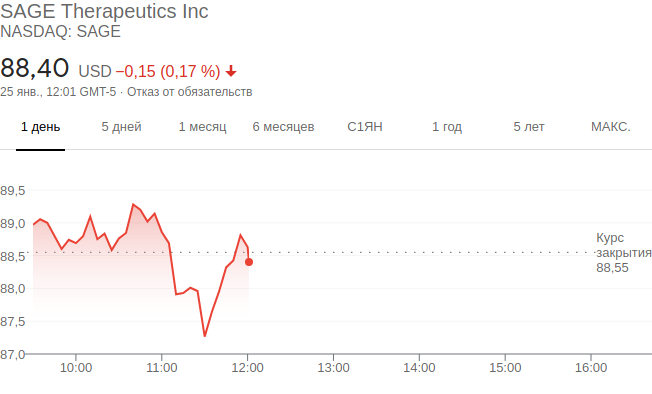 SAGE Therapeutics Inc
NASDAQ: SAGE
88,40 USD −0,15 (0,17 %)
25 янв., 12:01 GMT-5 · Отказ от обязательств
1 день 5 дней 1 месяц 6 месяцев С1ЯН 1 год 5 лет МАКС.
89,5
89,0
Курс
закрытия
88,55
88,5
88,0
87,5
87,0
10:00 11:00 12:00 13:00 14:00 15:00 16:00